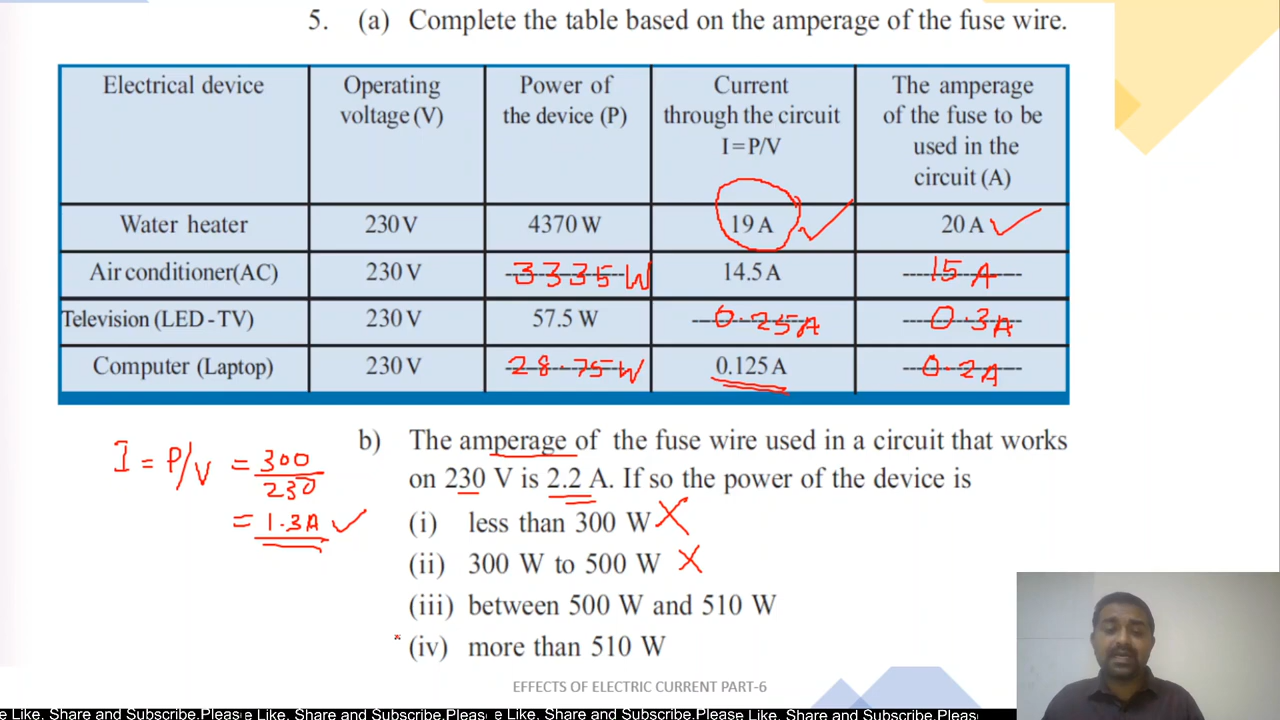 5. (a) Complete the table based on the amperage of the fuse wire.
Electrical device Operating voltage (V) Power of the device (P) Current through the circuit I=P/V The amperage of the fuse to be used in the circuit (A)
Water heater 230 V 4370 W 19 A 20 A
Air conditioner(AC) 230 V 3335 W 14.5 A 15 A
Television (LED - TV) 230 V 57.5 W 0.25A 0.3A
Computer (Laptop) 230 V 28.75 W 0.125 A 0.2A
b) The amperage of the fuse wire used in a circuit that works
on 230 V is 2.2 A. If so the power of the device is
I = P/V = 300/230
= 1.3A
(i) less than 300 W X
(ii) 300 W to 500 W X
(iii) between 500 W and 510 W
(iv) more than 510 W
EFFECTS OF ELECTRIC CURRENT PART-6
e Like, Share and Subscribe,Please Like, Share and Subscribe,Pleas e Like, Share and Subscribe,Please Like, Share and Subscribe,Pleas